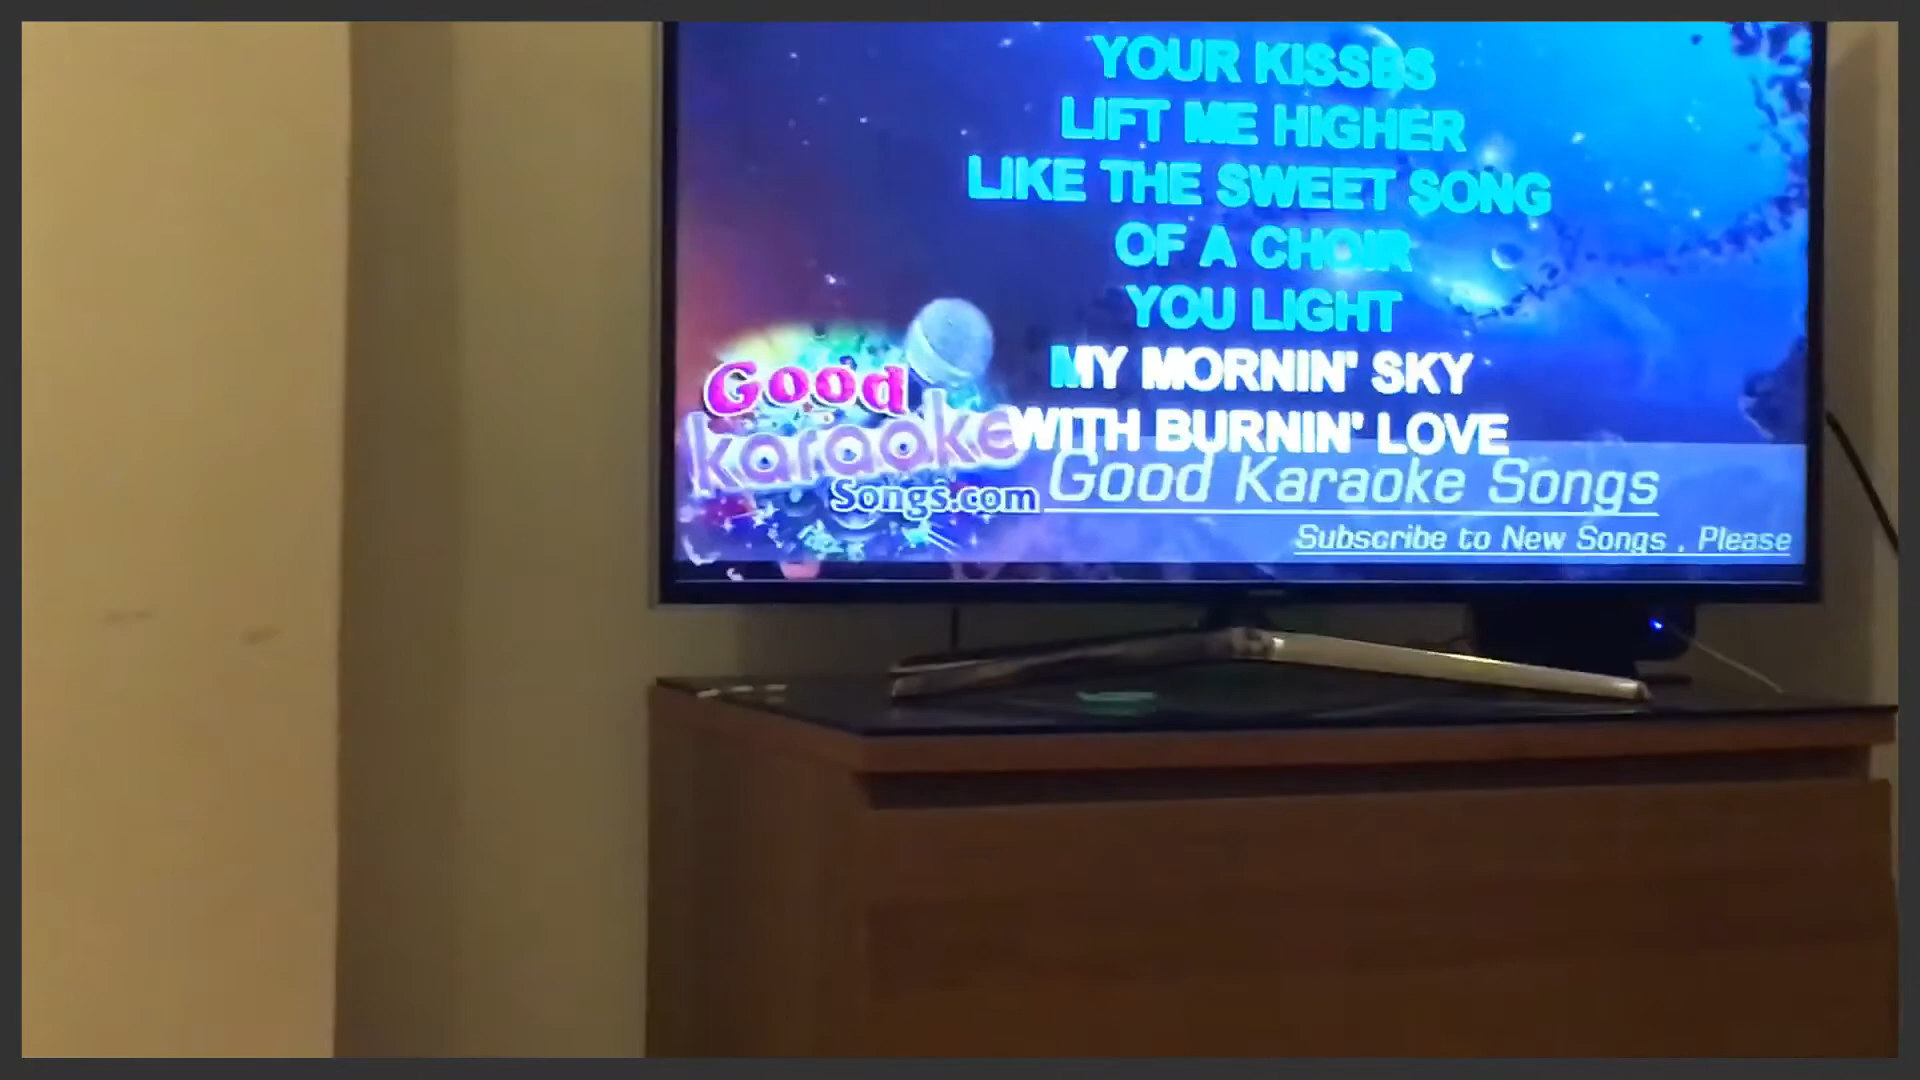 YOUR KISSES
LIFT ME HIGHER
LIKE THE SWEET SONG
OF A CHOIR
YOU LIGHT
MY MORNIN' SKY
WITH BURNIN' LOVE
Good
karaoke
Songs.com
Good Karaoke Songs
Subscribe to New Songs , Please